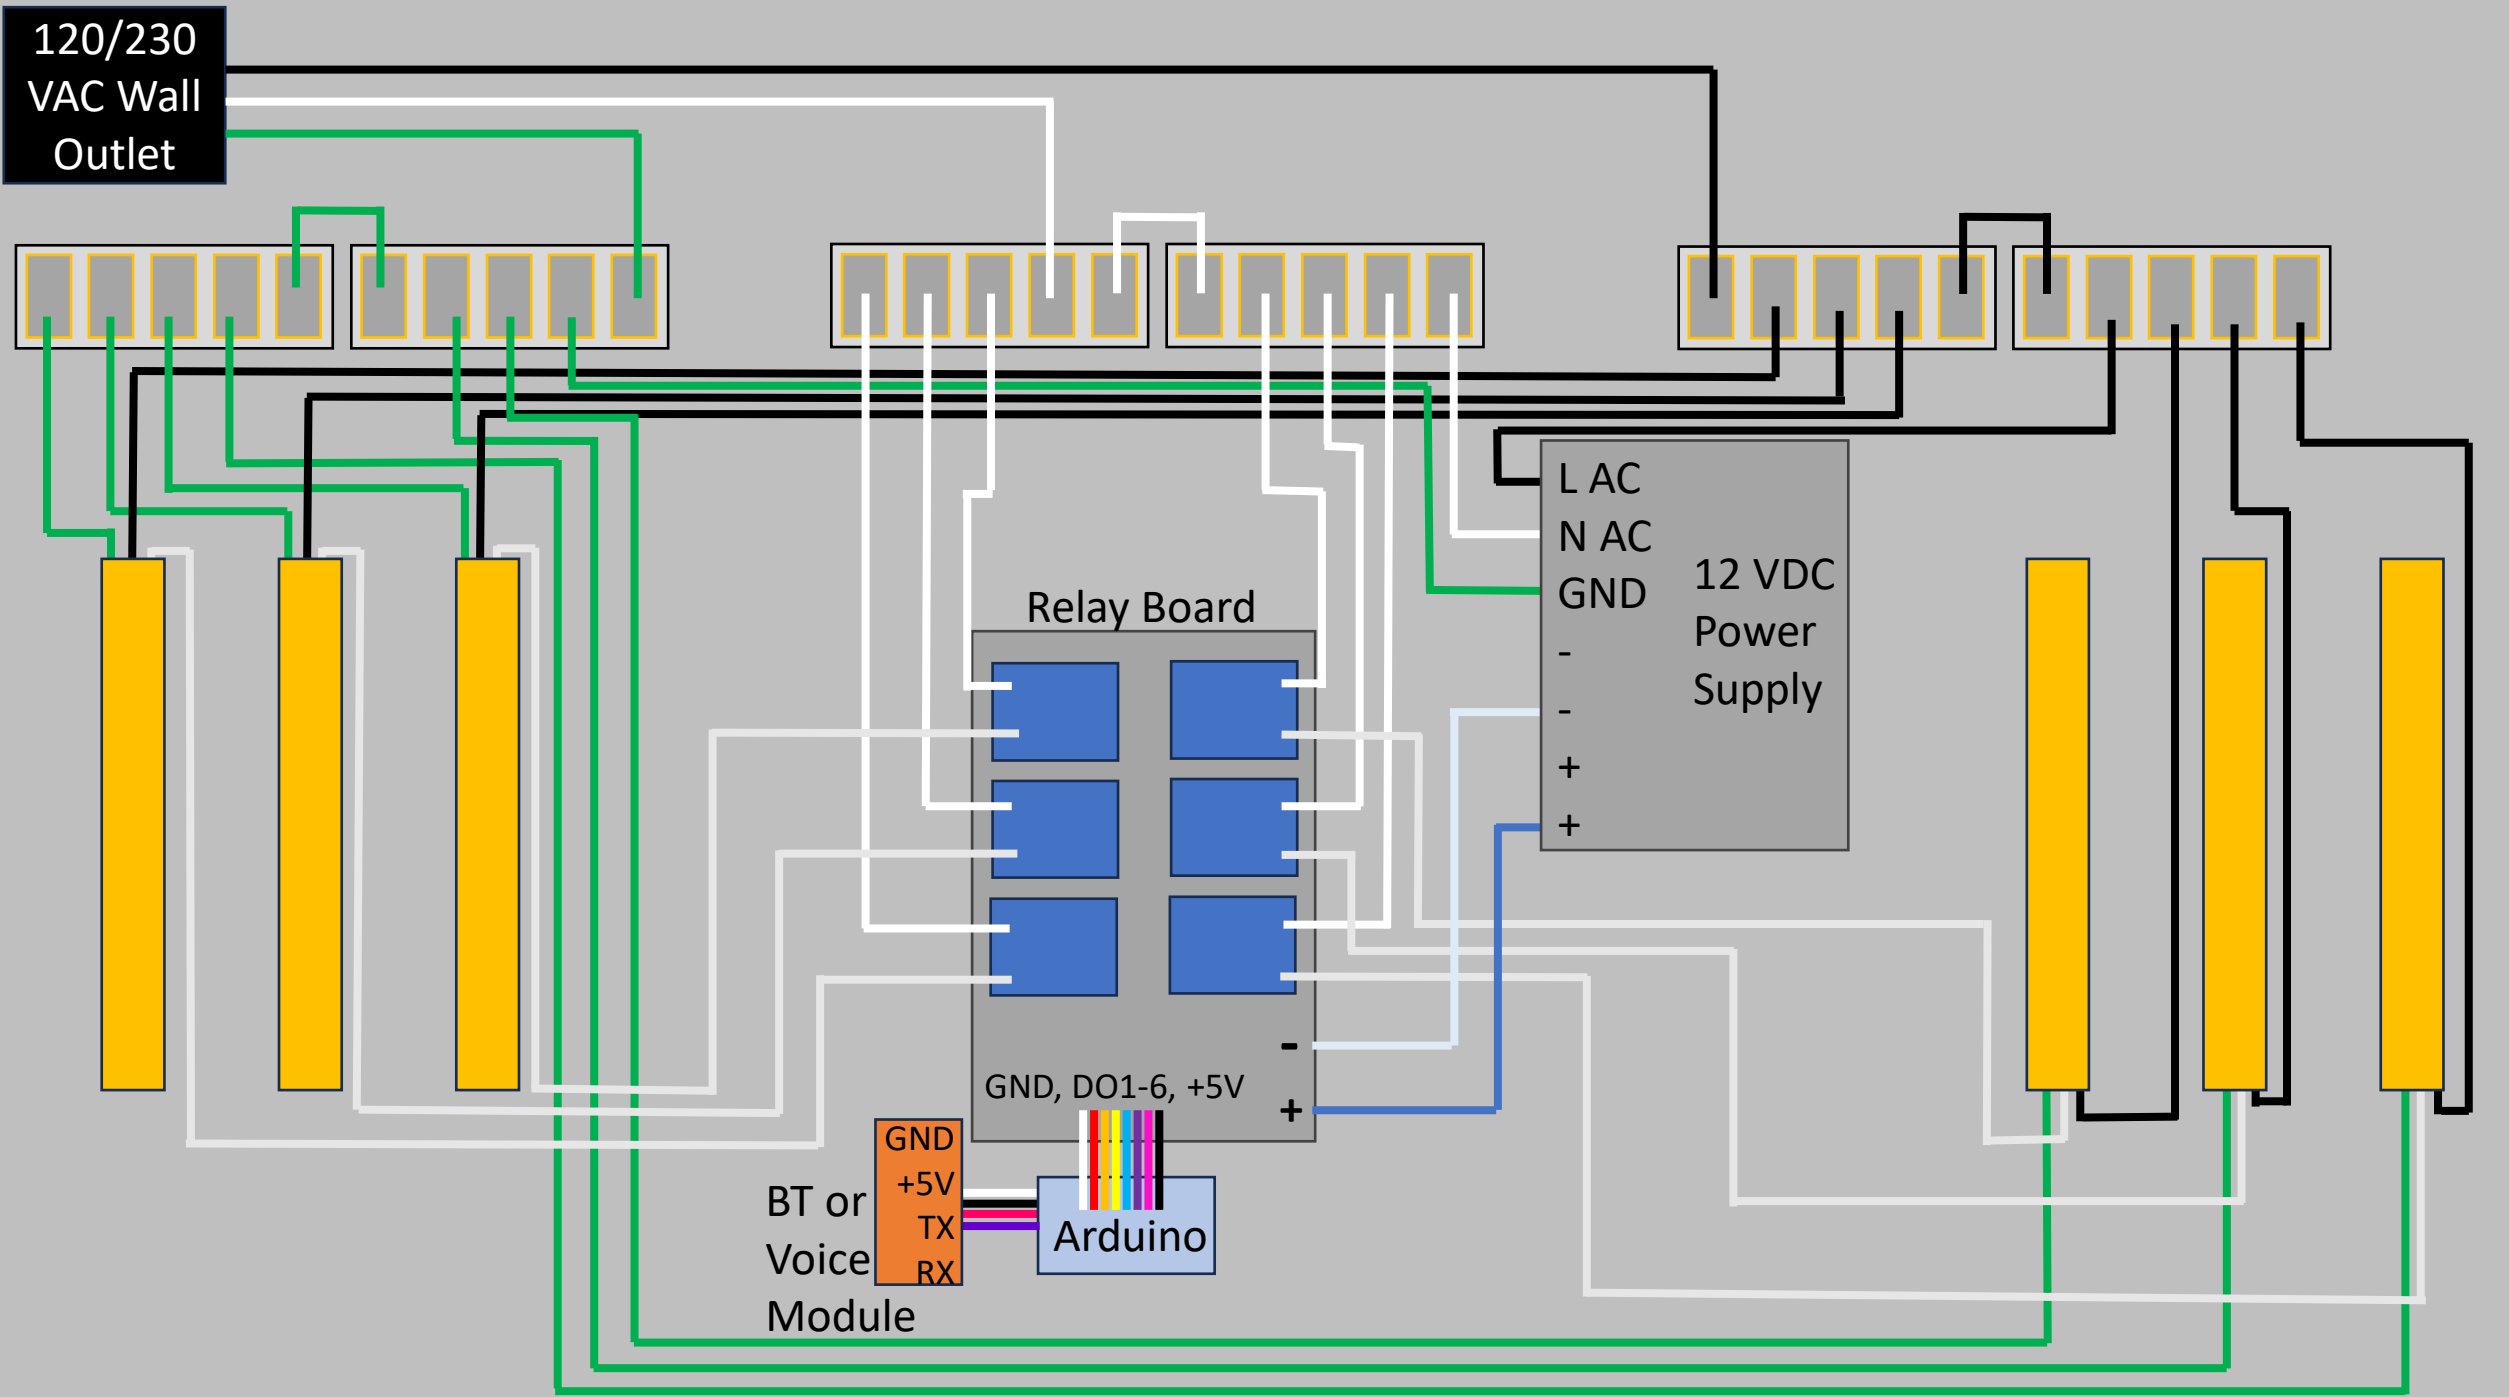 120/230
VAC Wall
Outlet
L AC
N AC
GND
-
-
+
+
12 VDC
Power
Supply
Relay Board
-
+
GND, DO1-6, +5V
GND
+5V
TX
RX
BT or
Voice
Module
Arduino